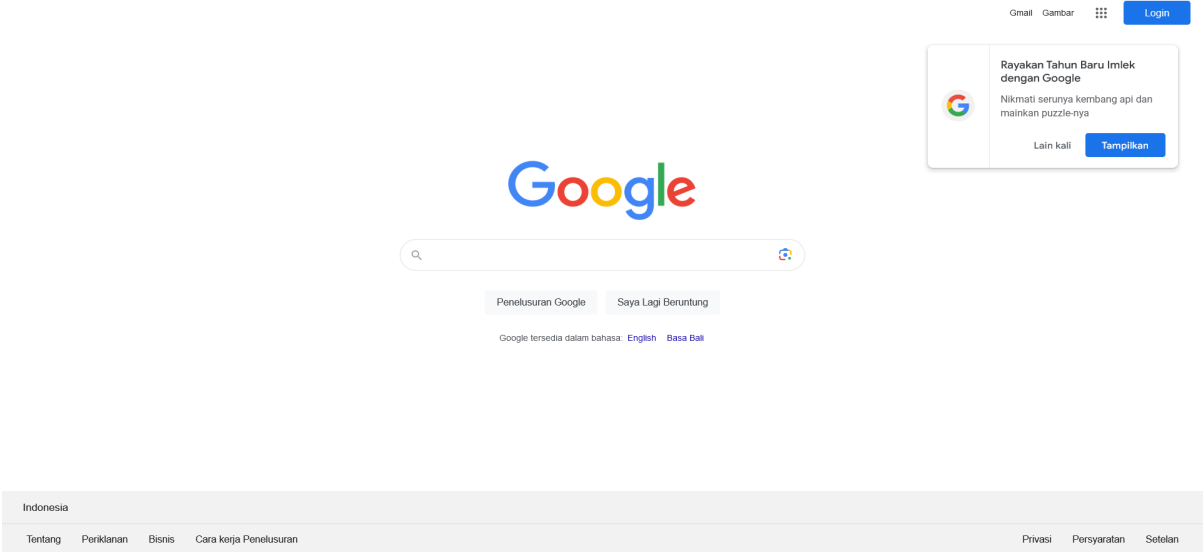 Gmail Gambar Login
Rayakan Tahun Baru Imlek
dengan Google
Nikmati serunya kembang api dan
mainkan puzzle-nya
Lain kali Tampilkan
Google
Penelusuran Google Saya Lagi Beruntung
Google tersedia dalam bahasa: English Basa Bali
Indonesia
Tentang Periklanan Bisnis Cara kerja Penelusuran Privasi Persyaratan Setelan